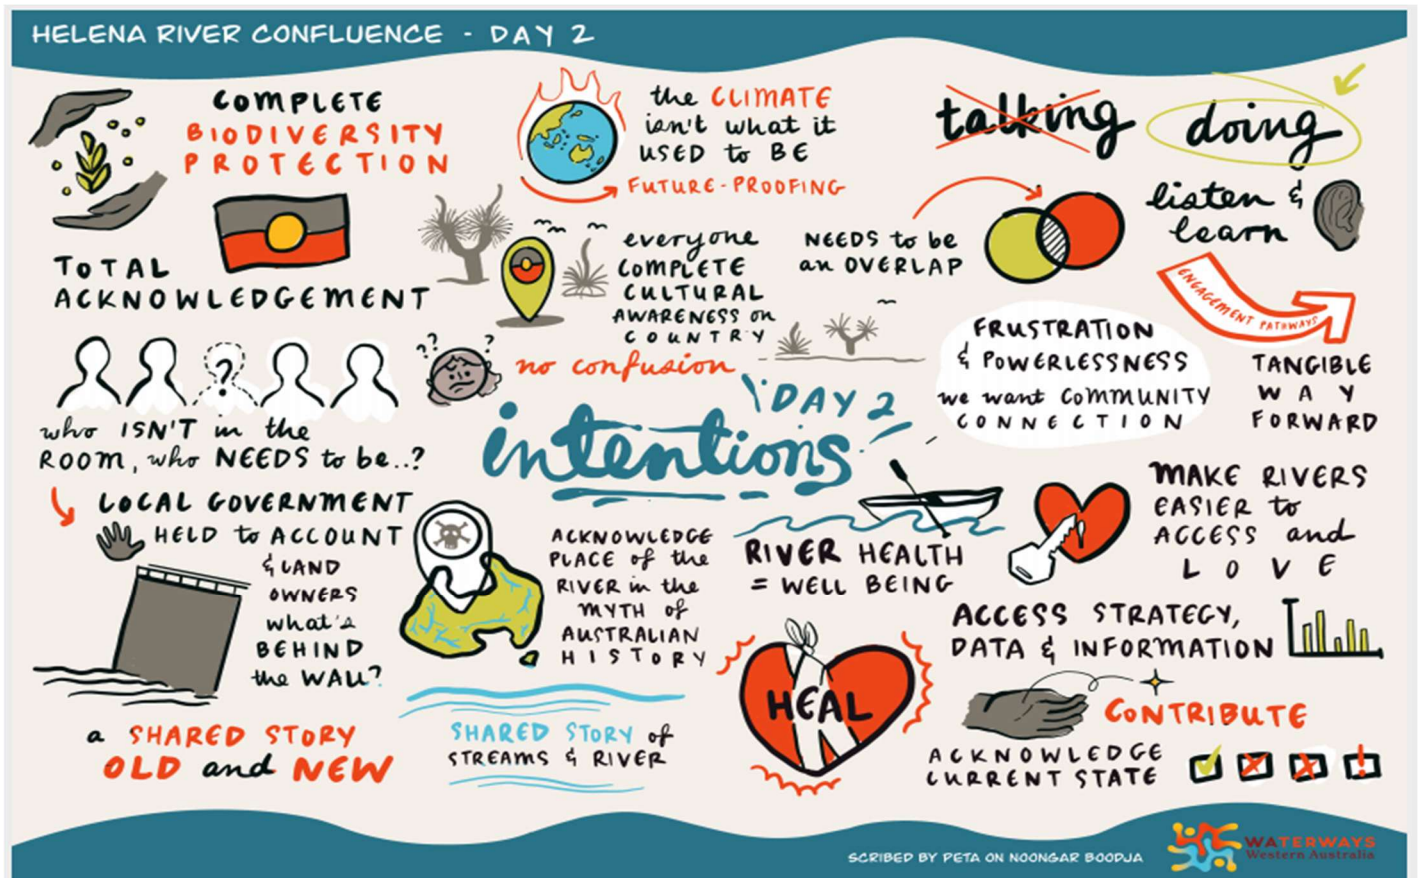 HELENA RIVER CONFLUENCE - DAY 2
COMPLETE
BIODIVERSITY
PROTECTION
the CLIMATE
isn't what it
USED to BE
FUTURE-PROOFING
talking
doing
listen &
learn
TOTAL
ACKNOWLEDGEMENT
everyone
COMPLETE
CULTURAL
AWARENESS on
COUNTRY
no confusion
NEEDS to be
an OVERLAP
ENGAGEMENT PATHWAYS
TANGIBLE
WAY
FORWARD
FRUSTRATION
& POWERLESSNESS
we want COMMUNITY
CONNECTION
? ? ? ?
?
who ISN'T in the
ROOM, who NEEDS to be..?
DAY 2
intentions
LOCAL GOVERNMENT
HELD to ACCOUNT
& LAND
OWNERS
what's
BEHIND
the WALL?
ACKNOWLEDGE
PLACE of the
RIVER in the
MYTH of
AUSTRALIAN
HISTORY
RIVER HEALTH
= WELL BEING
MAKE RIVERS
EASIER to
ACCESS and
LOVE
ACCESS STRATEGY,
DATA & INFORMATION
HEAL
a SHARED STORY
OLD and NEW
SHARED STORY of
STREAMS & RIVER
CONTRIBUTE
ACKNOWLEDGE
CURRENT STATE
!
SCRIBED BY PETA ON NOONGAR BOODJA
WATERWAYS
Western Australia